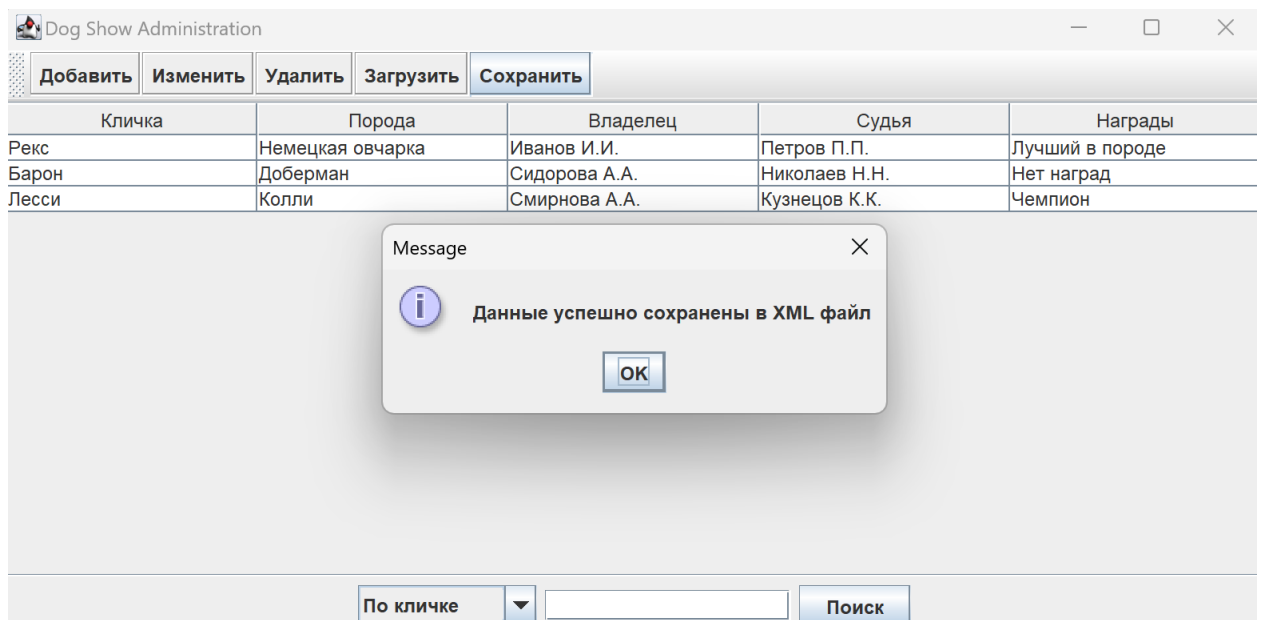 Dog Show Administration
Добавить Изменить Удалить Загрузить Сохранить
Кличка Порода Владелец Судья Награды
Рекс Немецкая овчарка Иванов И.И. Петров П.П. Лучший в породе
Барон Доберман Сидорова А.А. Николаев Н.Н. Нет наград
Лесси Колли Смирнова А.А. Кузнецов К.К. Чемпион
Message
Данные успешно сохранены в XML файл
OK
По кличке Поиск